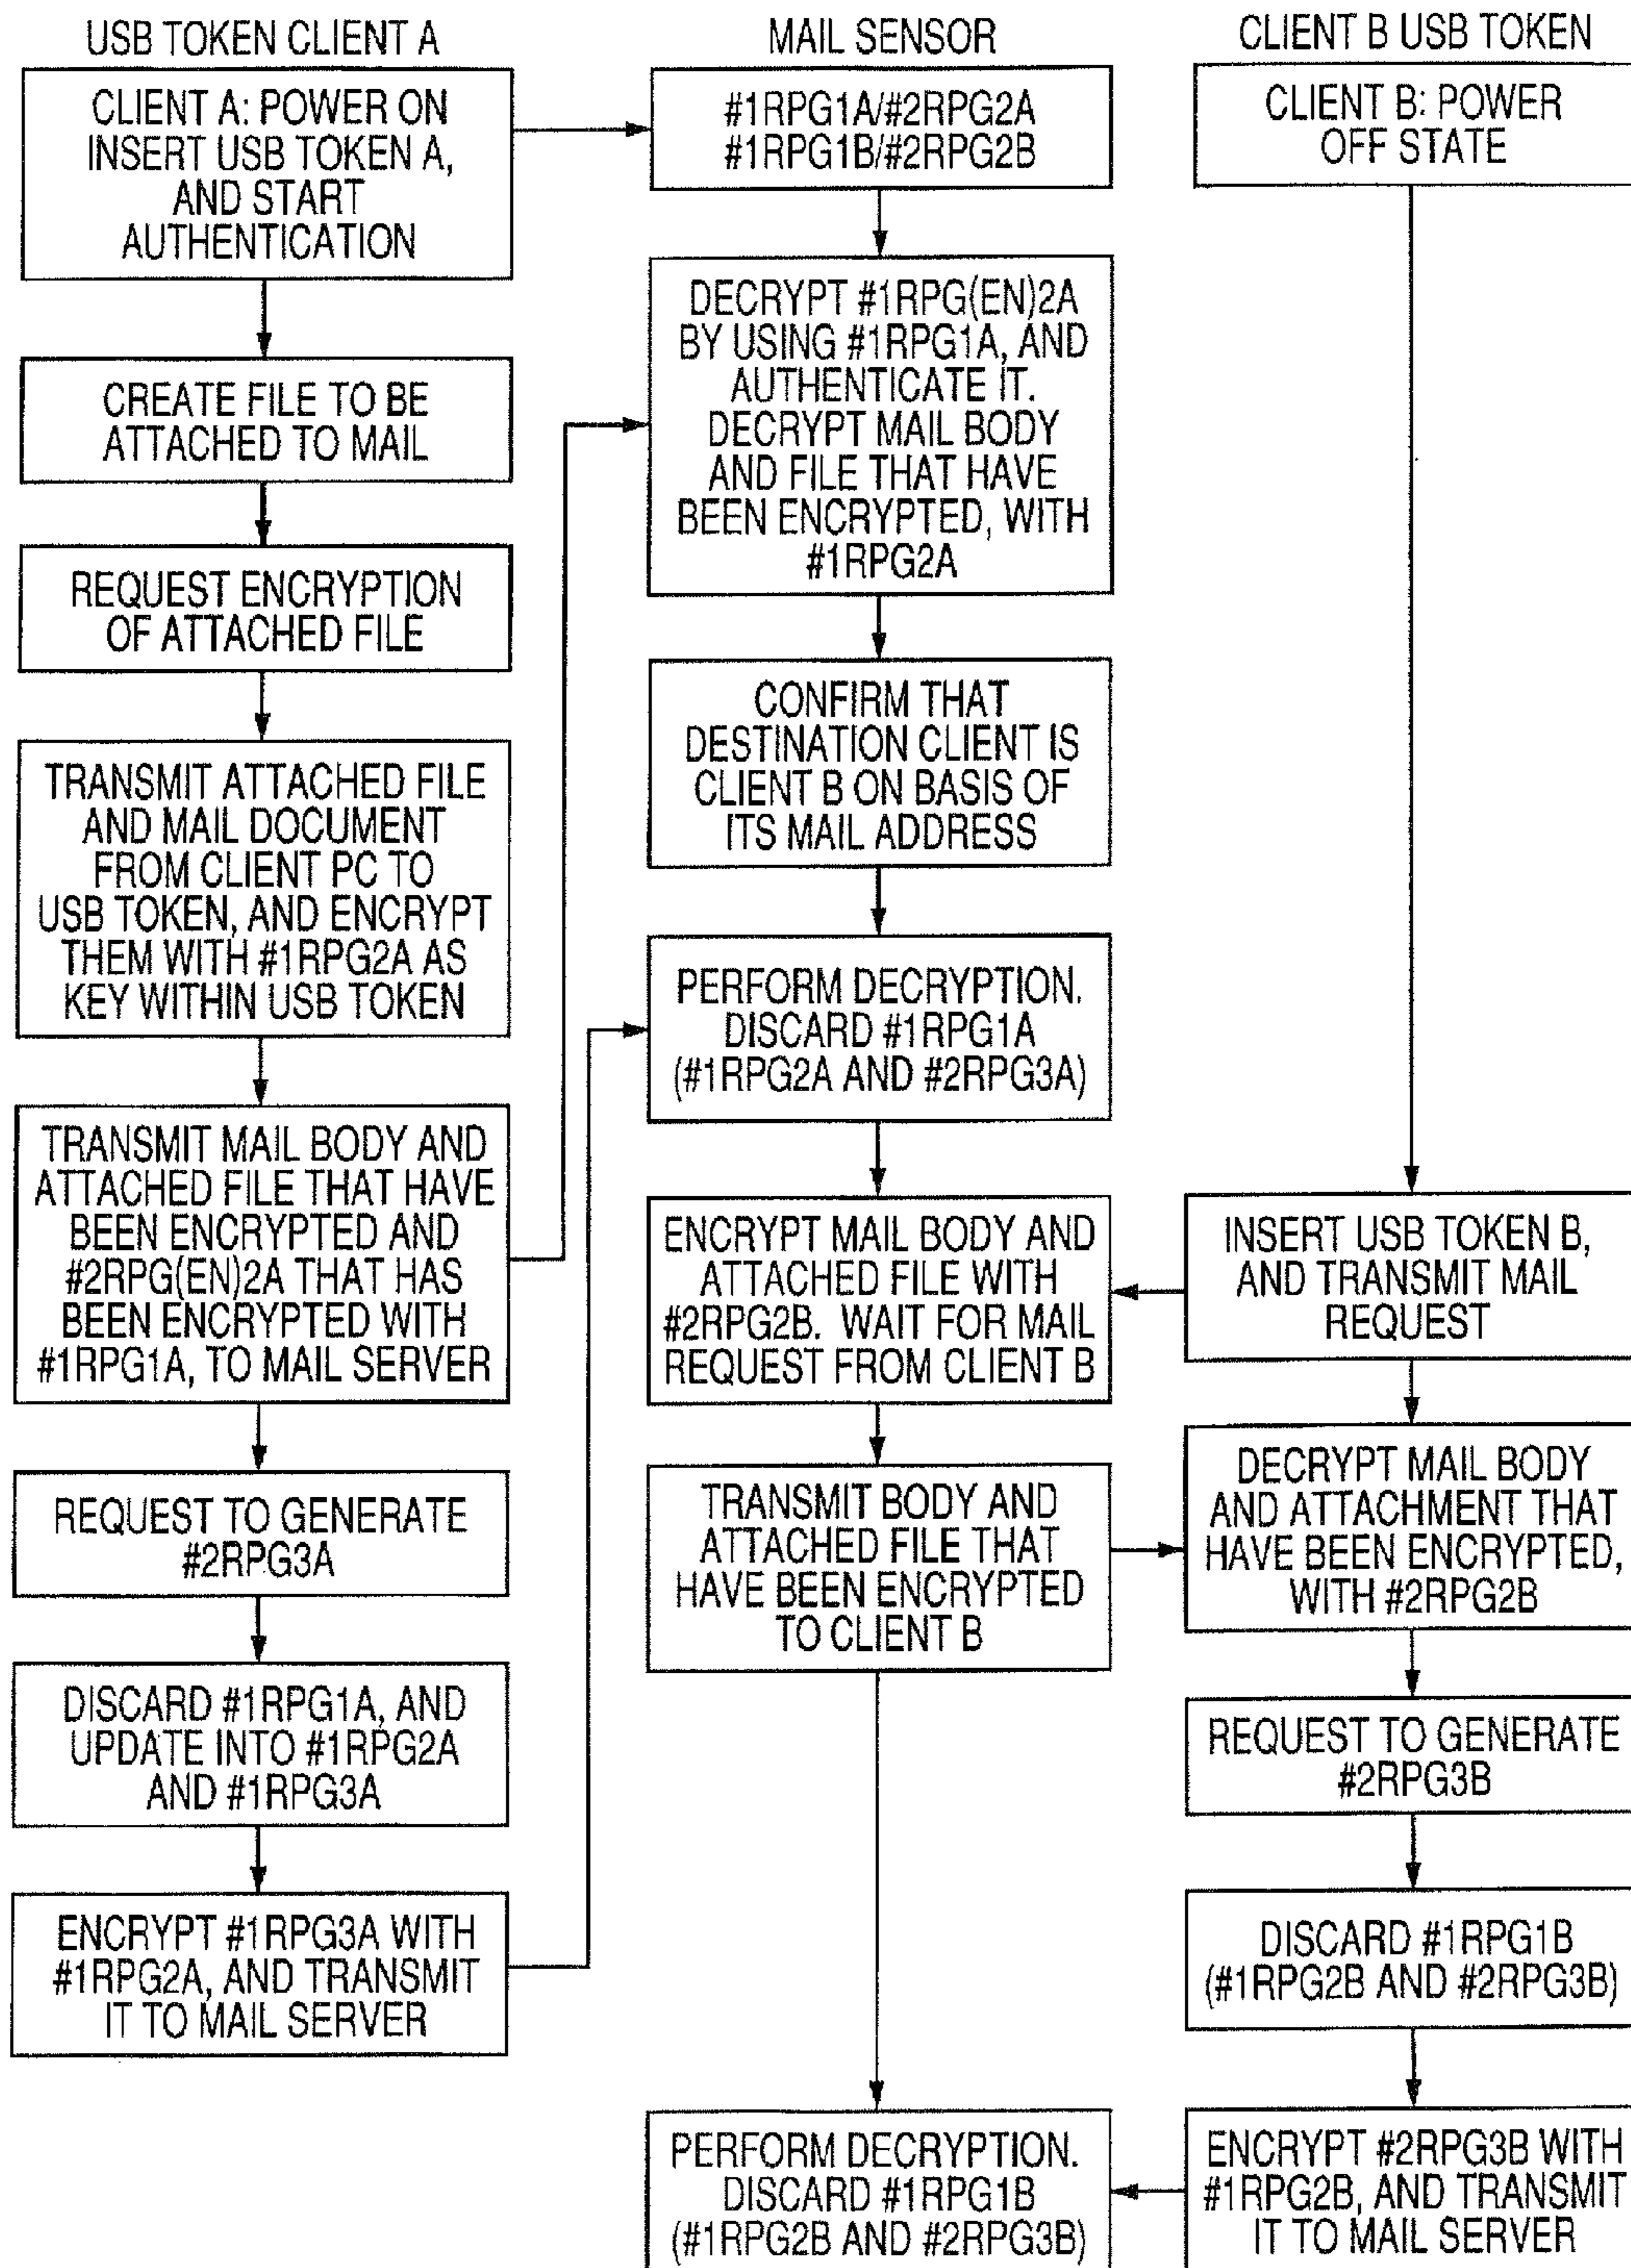 USB TOKEN CLIENT A
CLIENT A: POWER ON
INSERT USB TOKEN A,
AND START
AUTHENTICATION
CREATE FILE TO BE
ATTACHED TO MAIL
REQUEST ENCRYPTION
OF ATTACHED FILE
TRANSMIT ATTACHED FILE
AND MAIL DOCUMENT
FROM CLIENT PC TO
USB TOKEN, AND ENCRYPT
THEM WITH #1RPG2A AS
KEY WITHIN USB TOKEN
TRANSMIT MAIL BODY AND
ATTACHED FILE THAT HAVE
BEEN ENCRYPTED AND
#2RPG(EN)2A THAT HAS
BEEN ENCRYPTED WITH
#1RPG1A, TO MAIL SERVER
REQUEST TO GENERATE
#2RPG3A
DISCARD #1RPG1A, AND
UPDATE INTO #1RPG2A
AND #1RPG3A
ENCRYPT #1RPG3A WITH
#1RPG2A, AND TRANSMIT
IT TO MAIL SERVER
MAIL SENSOR
#1RPG1A/#2RPG2A
#1RPG1B/#2RPG2B
DECRYPT #1RPG(EN)2A
BY USING #1RPG1A, AND
AUTHENTICATE IT.
DECRYPT MAIL BODY
AND FILE THAT HAVE
BEEN ENCRYPTED, WITH
#1RPG2A
CONFIRM THAT
DESTINATION CLIENT IS
CLIENT B ON BASIS OF
ITS MAIL ADDRESS
PERFORM DECRYPTION.
DISCARD #1RPG1A
(#1RPG2A AND #2RPG3A)
ENCRYPT MAIL BODY AND
ATTACHED FILE WITH
#2RPG2B. WAIT FOR MAIL
REQUEST FROM CLIENT B
TRANSMIT BODY AND
ATTACHED FILE THAT
HAVE BEEN ENCRYPTED
TO CLIENT B
PERFORM DECRYPTION.
DISCARD #1RPG1B
(#1RPG2B AND #2RPG3B)
CLIENT B USB TOKEN
CLIENT B: POWER
OFF STATE
INSERT USB TOKEN B,
AND TRANSMIT MAIL
REQUEST
DECRYPT MAIL BODY
AND ATTACHMENT THAT
HAVE BEEN ENCRYPTED,
WITH #2RPG2B
REQUEST TO GENERATE
#2RPG3B
DISCARD #1RPG1B
(#1RPG2B AND #2RPG3B)
ENCRYPT #2RPG3B WITH
#1RPG2B, AND TRANSMIT
IT TO MAIL SERVER